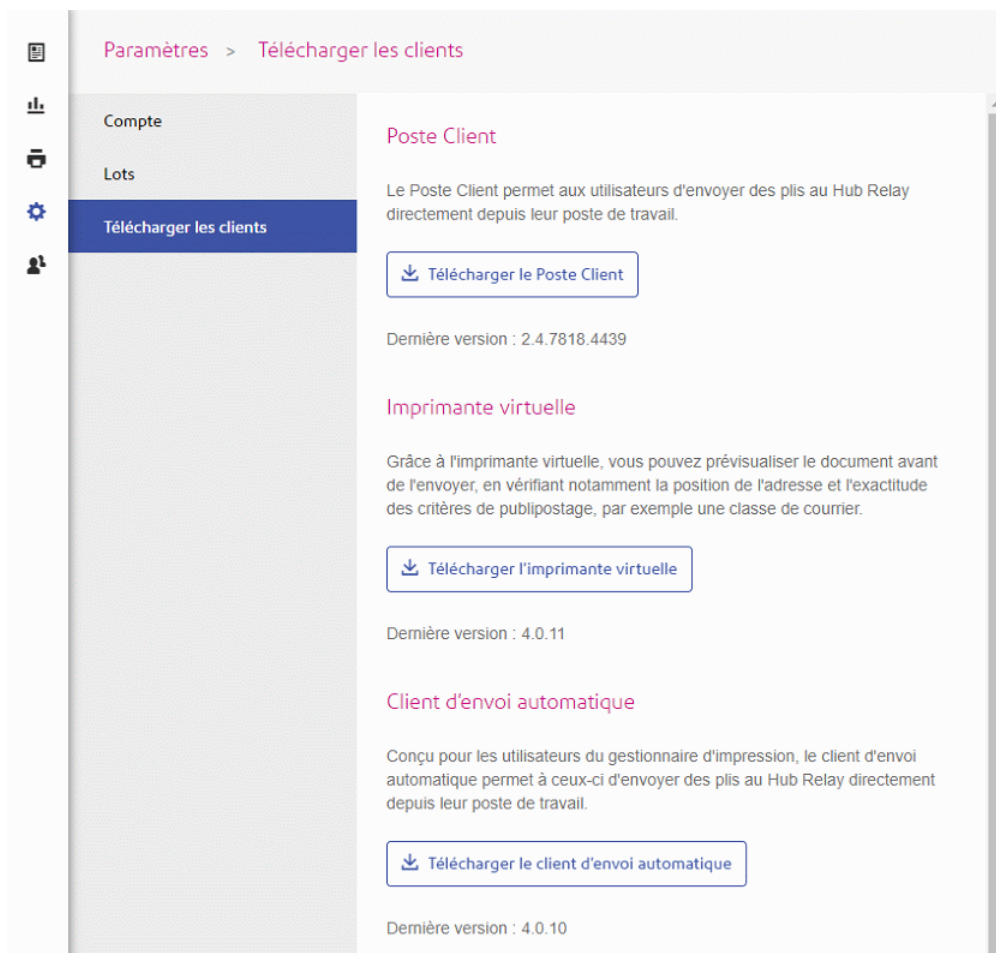 Paramètres > Télécharger les clients
Compte
Lots
Télécharger les clients
Poste Client
Le Poste Client permet aux utilisateurs d'envoyer des plis au Hub Relay
directement depuis leur poste de travail.
Télécharger le Poste Client
Dernière version : 2.4.7818.4439
Imprimante virtuelle
Grâce à l'imprimante virtuelle, vous pouvez prévisualiser le document avant
de l'envoyer, en vérifiant notamment la position de l'adresse et l'exactitude
des critères de publipostage, par exemple une classe de courrier.
Télécharger l'imprimante virtuelle
Dernière version : 4.0.11
Client d'envoi automatique
Conçu pour les utilisateurs du gestionnaire d'impression, le client d'envoi
automatique permet à ceux-ci d'envoyer des plis au Hub Relay directement
depuis leur poste de travail.
Télécharger le client d'envoi automatique
Dernière version : 4.0.10